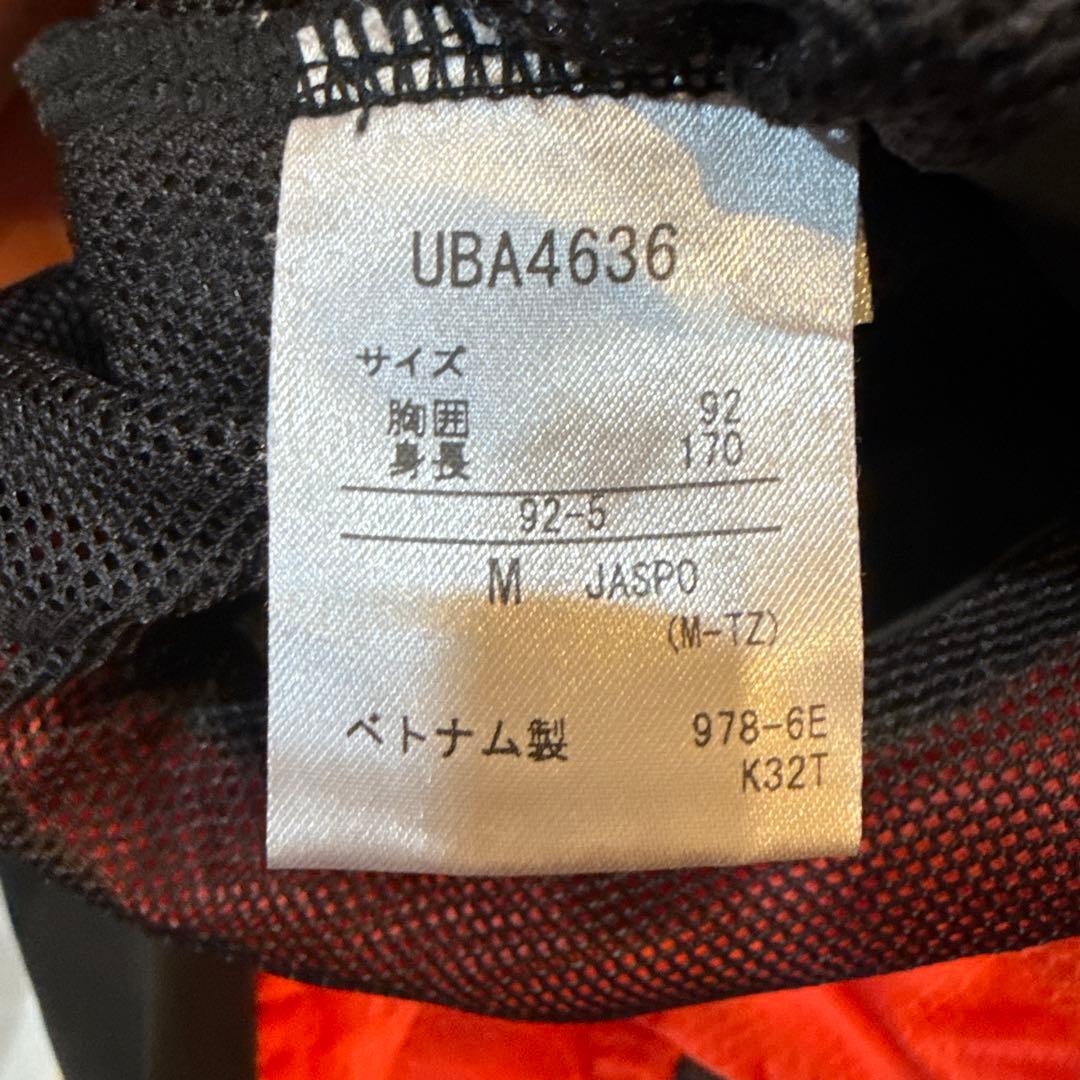 UBA4636
サイズ
胸囲 92
身長 170
92-5
M JASPO
(M-TZ)
ベトナム製 978-6E
K32T